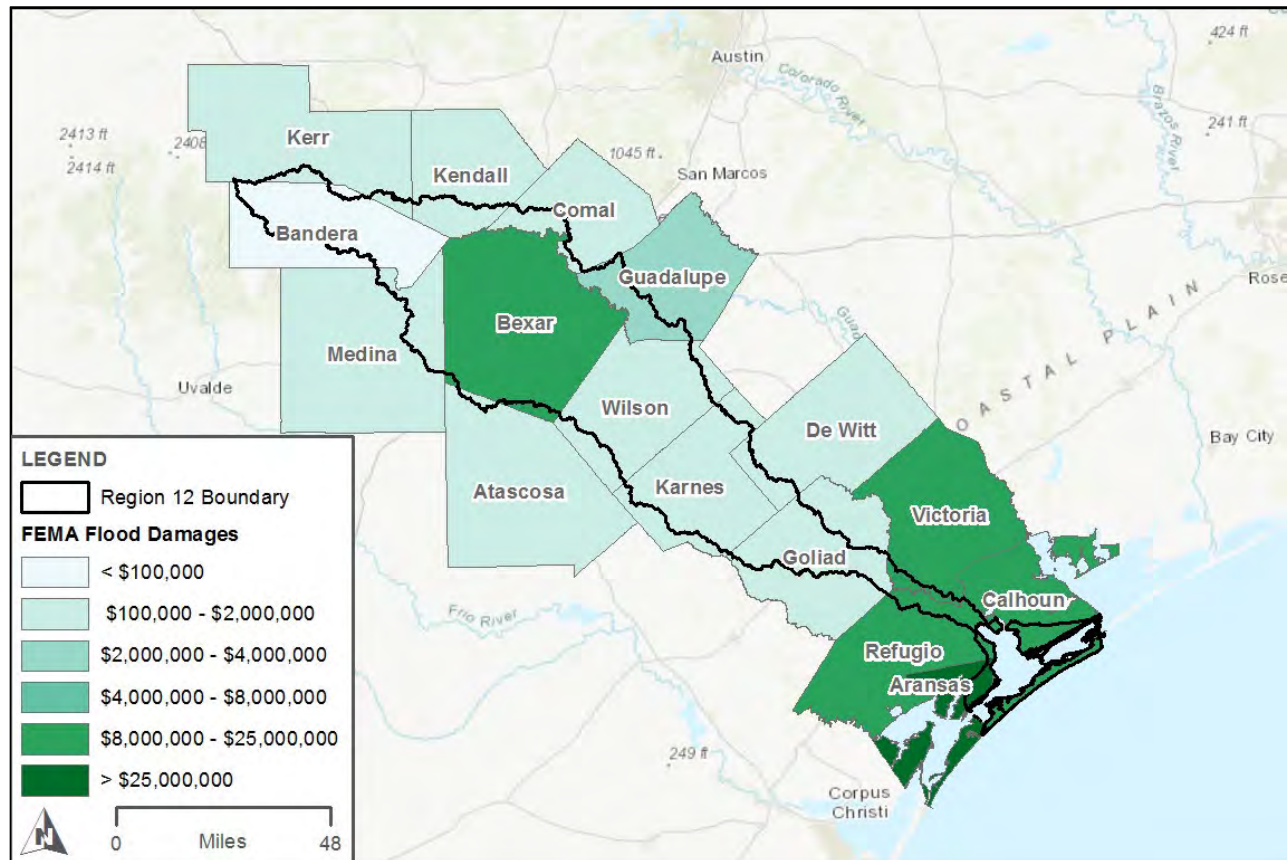 424 ft
Austin
Colorado River
Brazos River
2413 ft
2408
2414 ft
Kerr
241 ft
1045 ft
San Marcos
Kendall
Comal
Bandera
Guadalupe
Rose
Bexar
Guad
COASTAL PLAIN
Medina
Uvalde
Wilson
De Witt
Bay City
Atascosa
Karnes
Victoria
Goliad
Calhoun
Frio River
Refugio
Aransas
249 ft
Corpus
Christi
LEGEND
Region 12 Boundary
FEMA Flood Damages
< $100,000
$100,000 - $2,000,000
$2,000,000 - $4,000,000
$4,000,000 - $8,000,000
$8,000,000 - $25,000,000
> $25,000,000
N
0 Miles 48